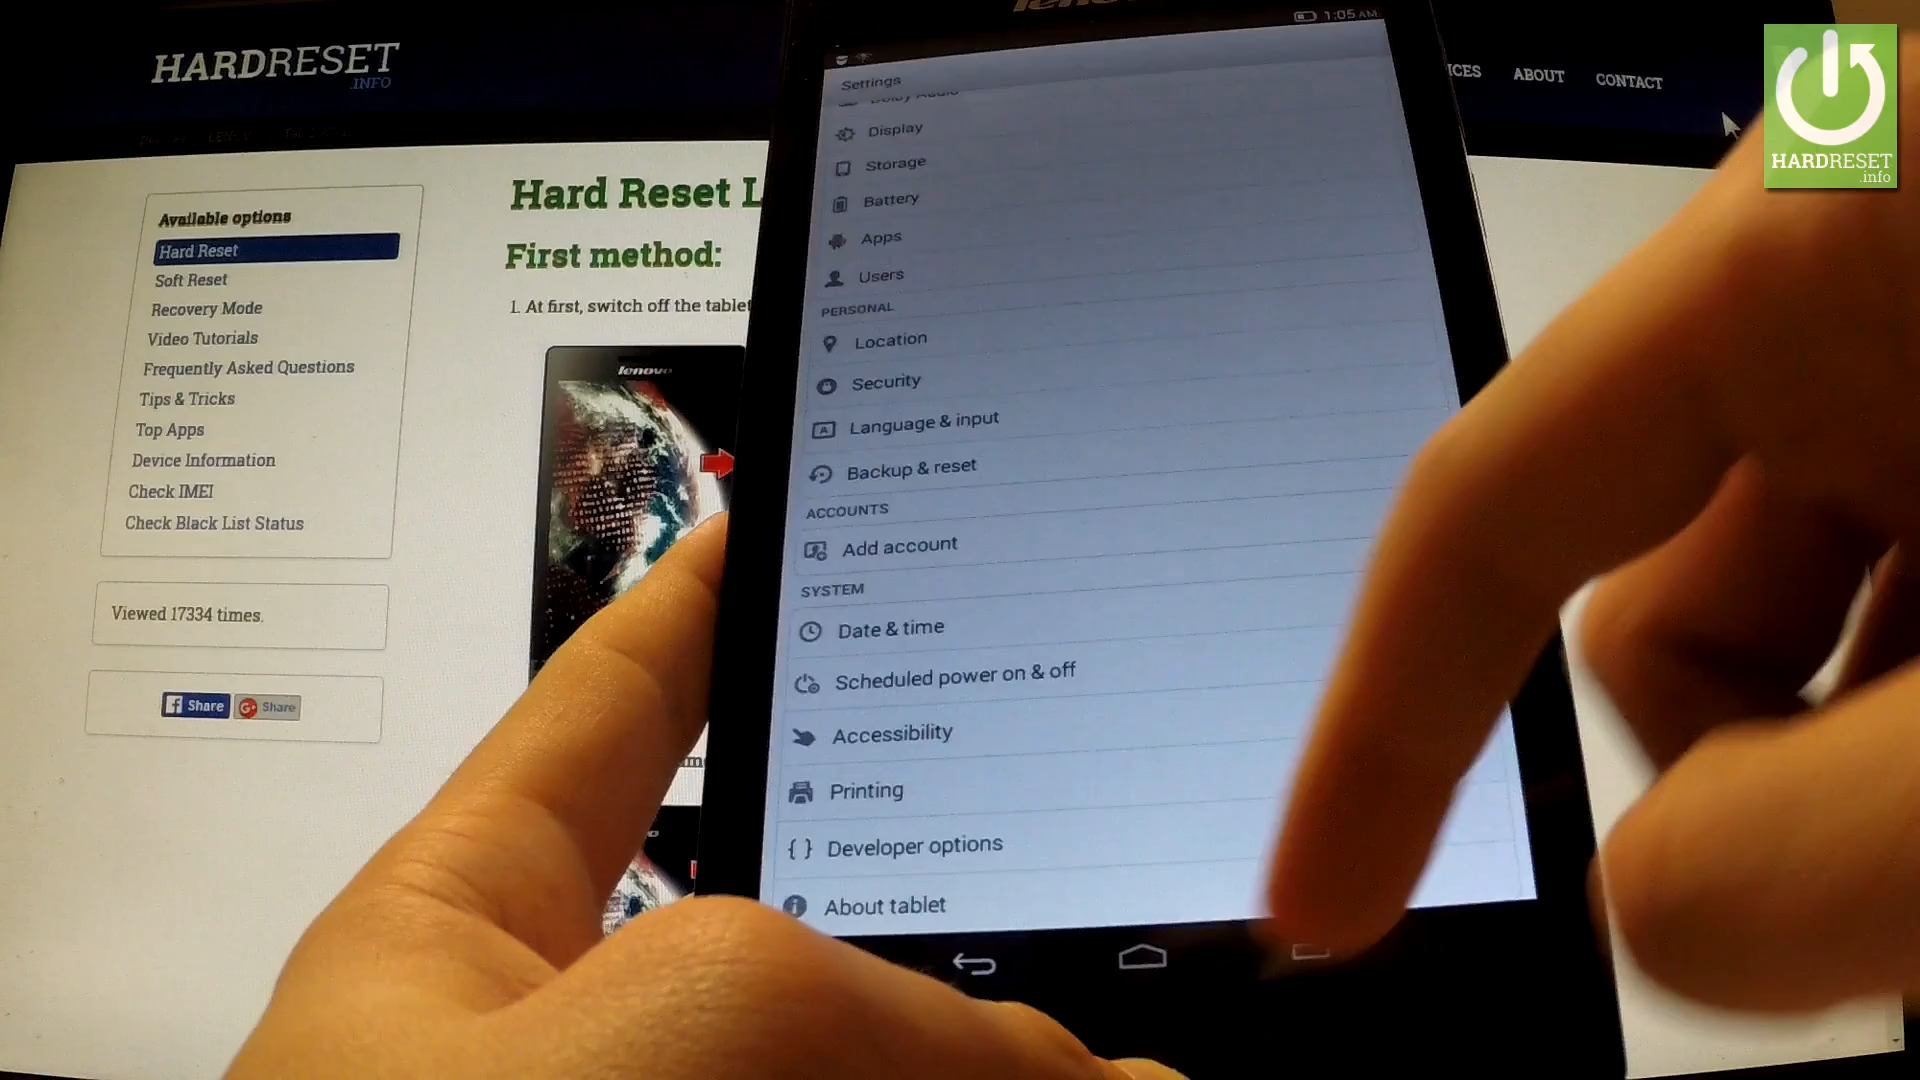 HARDRESET
.INFO
ABOUT
CONTACT
HARDRESET
.info
Available options
Hard Reset
Soft Reset
Recovery Mode
Video Tutorials
Frequently Asked Questions
Tips & Tricks
Top Apps
Device Information
Check IMEI
Check Black List Status
Viewed 17334 times.
Share
Share
Hard Reset L
First method:
1. At first, switch off the tablet
lenovo
lenovo
1:05 AM
Settings
Dolby Audio
Display
Storage
Battery
Apps
Users
PERSONAL
Location
Security
Language & input
Backup & reset
ACCOUNTS
Add account
SYSTEM
Date & time
Scheduled power on & off
Accessibility
Printing
Developer options
About tablet